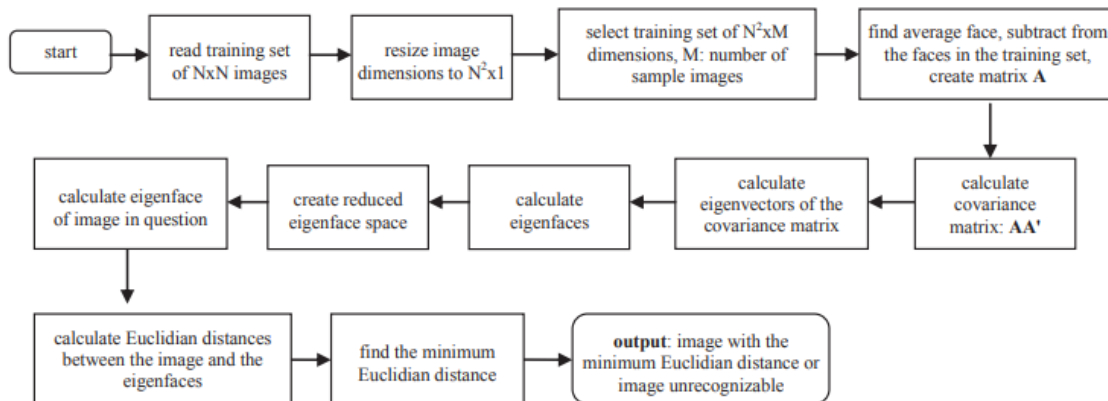 start
read training set
of NxN images
resize image
dimensions to N²x1
select training set of N²xM
dimensions, M: number of
sample images
find average face, subtract from
the faces in the training set,
create matrix A
calculate
covariance
matrix: AA'
calculate
eigenvectors of the
covariance matrix
calculate
eigenfaces
create reduced
eigenface space
calculate eigenface
of image in question
calculate Euclidian distances
between the image and the
eigenfaces
find the minimum
Euclidian distance
output: image with the
minimum Euclidian distance or
image unrecognizable